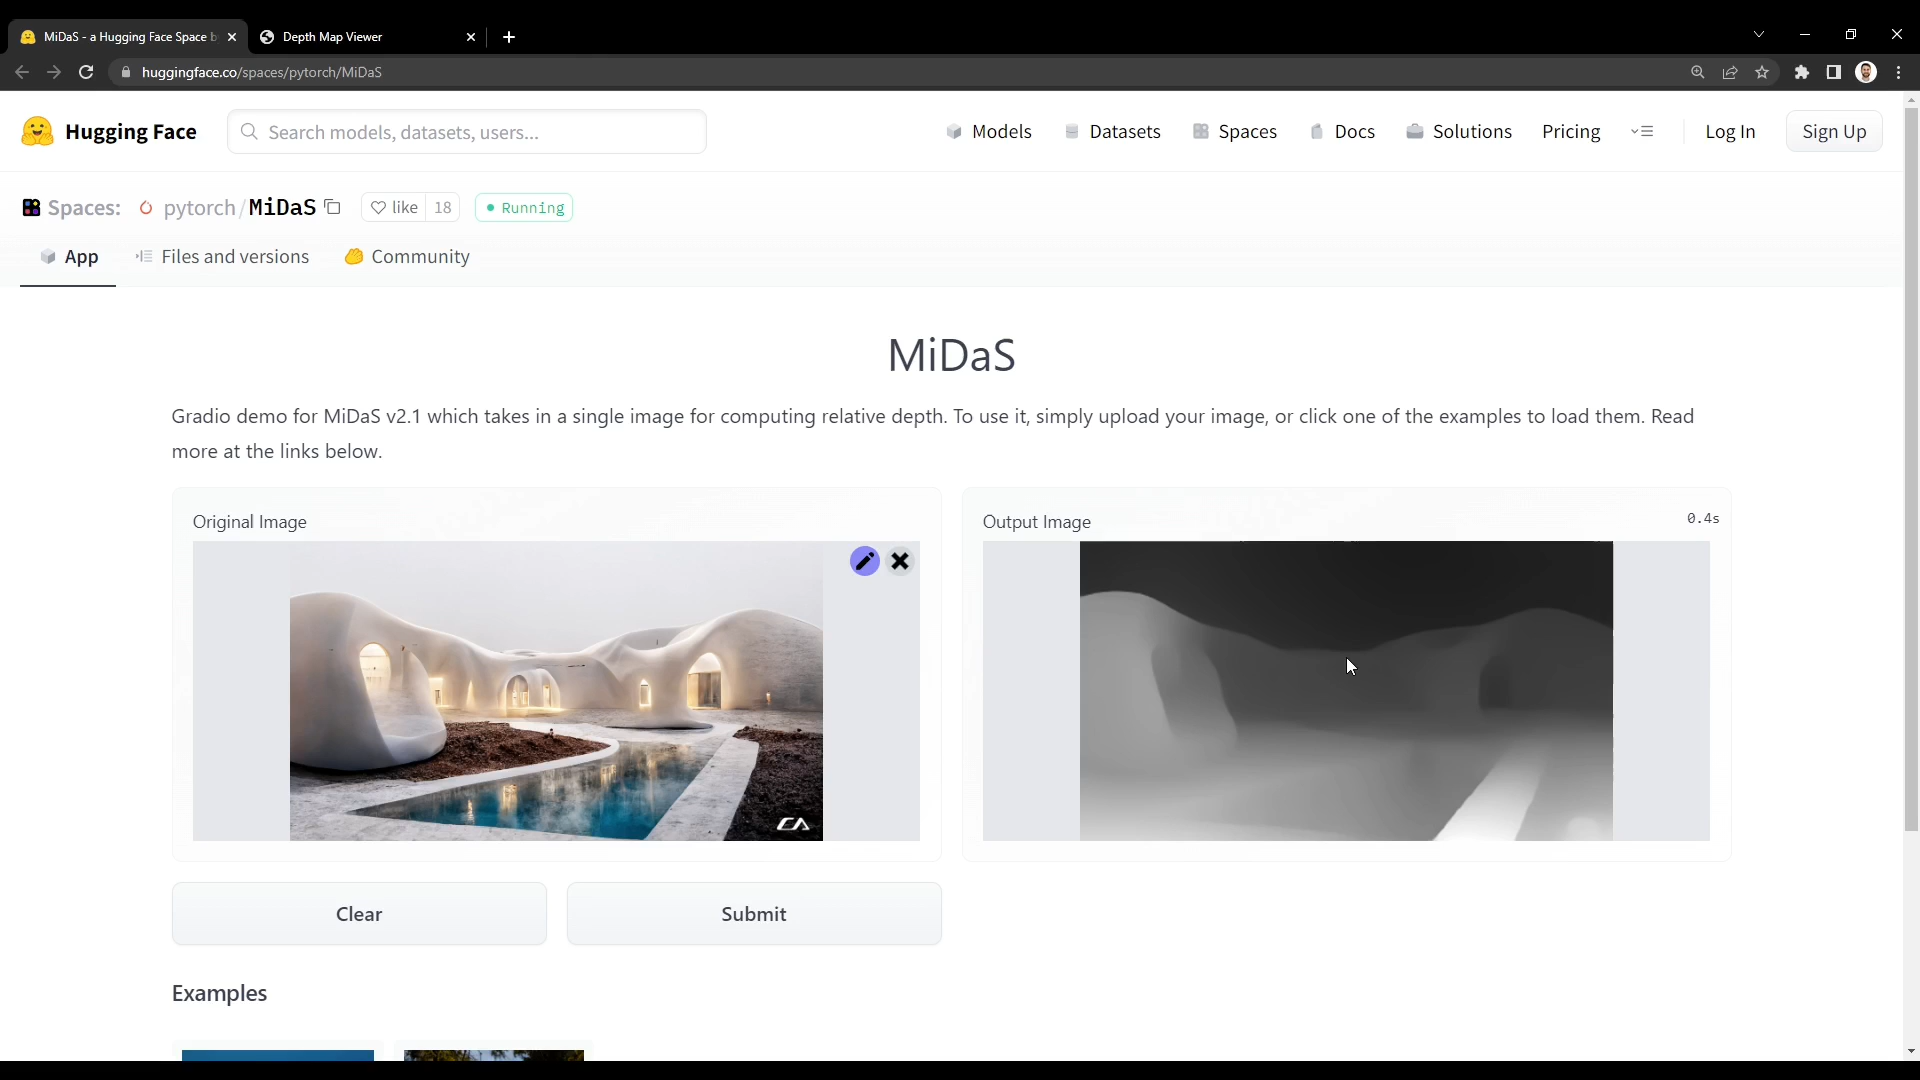 MiDaS - a Hugging Face Space b
Depth Map Viewer
huggingface.co/spaces/pytorch/MiDaS
Hugging Face
Search models, datasets, users...
Models
Datasets
Spaces
Docs
Solutions
Pricing
Log In
Sign Up
Spaces:
pytorch/MiDaS
like
18
Running
App
Files and versions
Community
MiDaS
Gradio demo for MiDaS v2.1 which takes in a single image for computing relative depth. To use it, simply upload your image, or click one of the examples to load them. Read
more at the links below.
Original Image
Output Image
0.4s
Clear
Submit
Examples